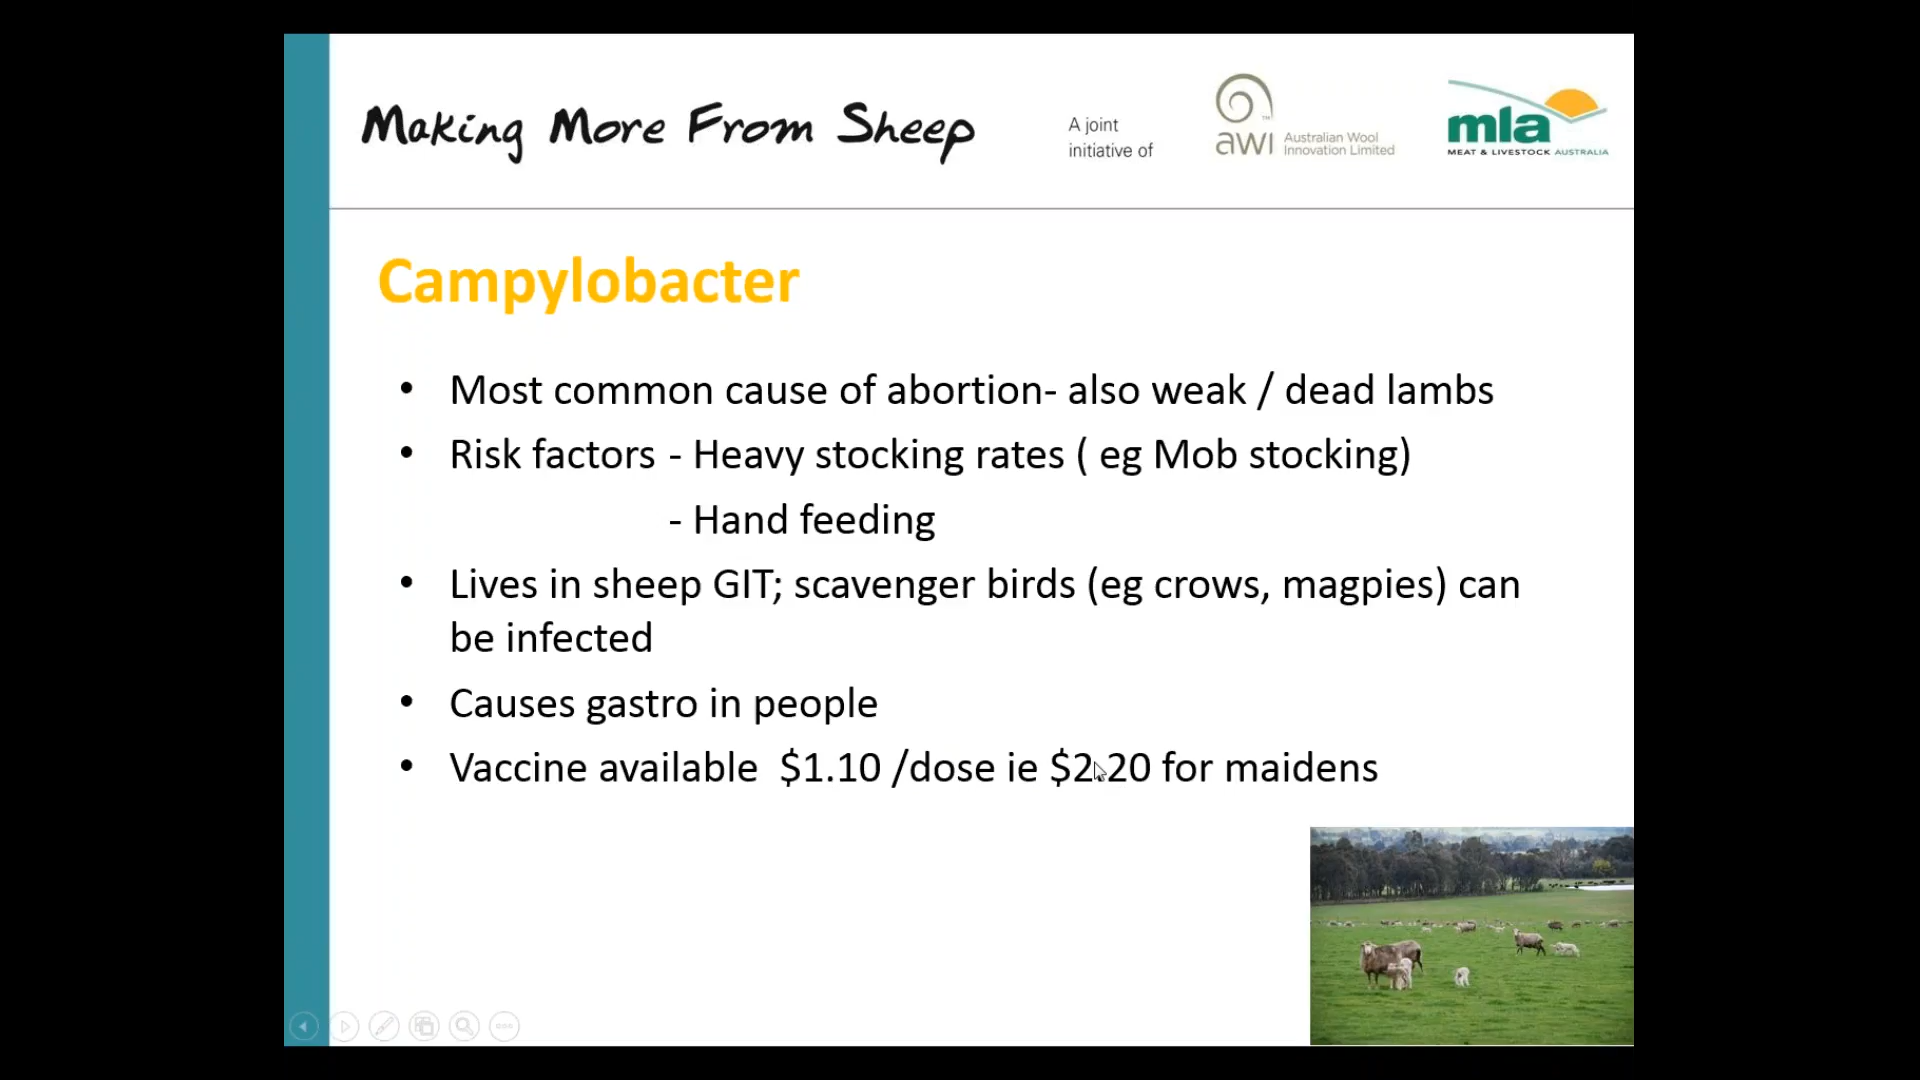 Making More From Sheep
A joint
initiative of
AWI
TM
Australian Wool
Innovation Limited
mla
MEAT & LIVESTOCK AUSTRALIA
Campylobacter
• Most common cause of abortion- also weak / dead lambs
• Risk factors - Heavy stocking rates ( eg Mob stocking)
- Hand feeding
• Lives in sheep GIT; scavenger birds (eg crows, magpies) can
be infected
• Causes gastro in people
• Vaccine available $1.10 /dose ie $2.20 for maidens